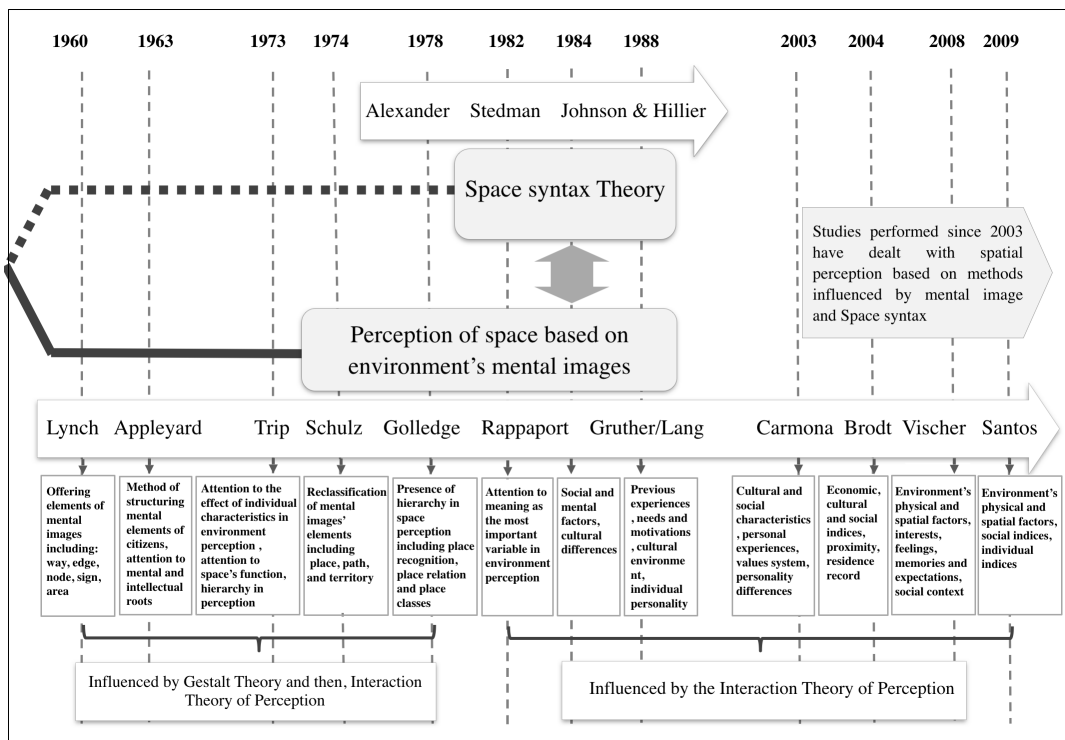 1960 1963 1973 1974 1978 1982 1984 1988 2003 2004 2008 2009
Alexander Stedman Johnson & Hillier
Space syntax Theory
Studies performed since 2003
have dealt with spatial
perception based on methods
influenced by mental image
and Space syntax
Perception of space based on
environment’s mental images
Lynch Appleyard Trip Schulz Golledge Rappaport Gruther/Lang Carmona Brodt Vischer Santos
Offering
elements of
mental
images
including:
way, edge,
node, sign,
area
Method of
structuring
mental
elements of
citizens,
attention to
mental and
intellectual
roots
Attention to the
effect of individual
characteristics in
environment
perception ,
attention to
space’s function,
hierarchy in
perception
Reclassification
of mental
images’
elements
including
place, path,
and territory
Presence of
hierarchy in
space
perception
including place
recognition,
place relation
and place
classes
Attention to
meaning as the
most
important
variable in
environment
perception
Social and
mental
factors,
cultural
differences
Previous
experiences
, needs and
motivations
, cultural
environme
nt,
individual
personality
Cultural and
social
characteristics
, personal
experiences,
values system,
personality
differences
Economic,
cultural
and social
indices,
proximity,
residence
record
Environment’s
physical and
spatial factors,
interests,
feelings,
memories and
expectations,
social context
Environment’s
physical and
spatial factors,
social indices,
individual
indices
Influenced by Gestalt Theory and then, Interaction
Theory of Perception
Influenced by the Interaction Theory of Perception